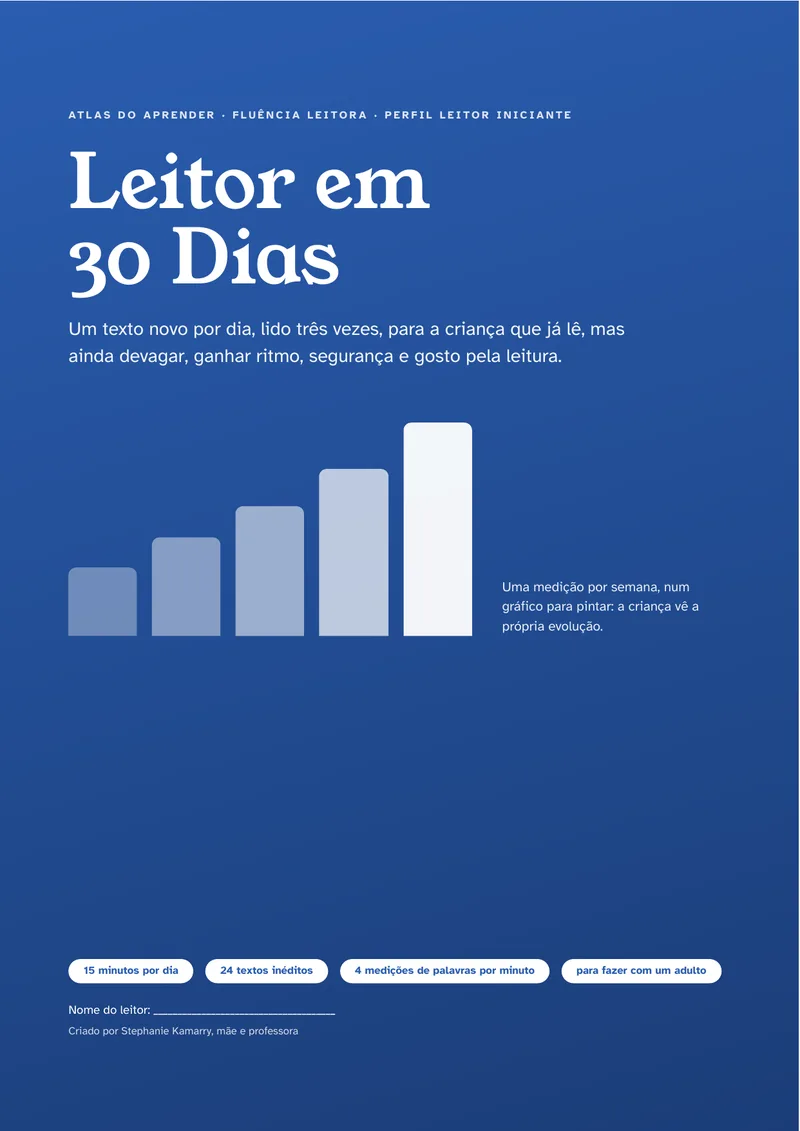 ATLAS DO APRENDER · FLUÊNCIA LEITORA · PERFIL LEITOR INICIANTE
Leitor em
30 Dias
Um texto novo por dia, lido três vezes, para a criança que já lê, mas
ainda devagar, ganhar ritmo, segurança e gosto pela leitura.
Uma medição por semana, num
gráfico para pintar: a criança vê a
própria evolução.
15 minutos por dia
24 textos inéditos
4 medições de palavras por minuto
para fazer com um adulto
Nome do leitor: ___________________________________
Criado por Stephanie Kamarry, mãe e professora